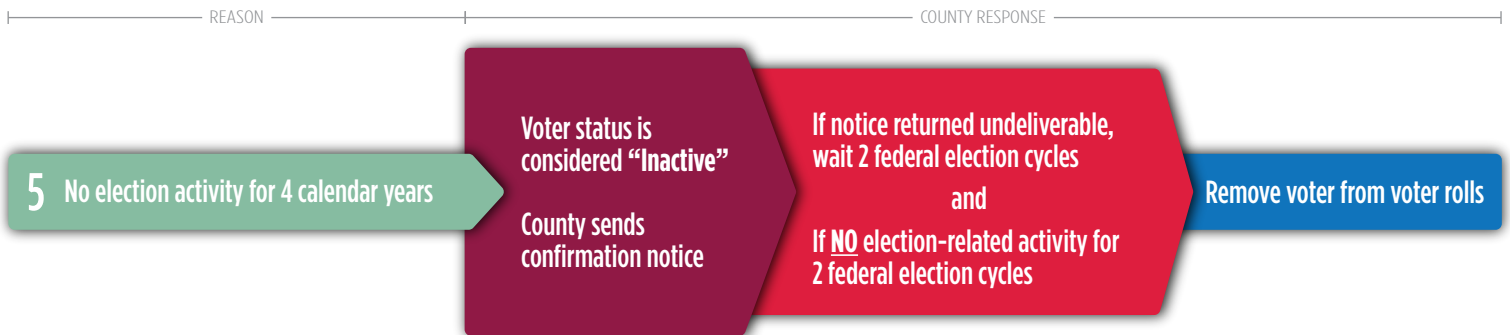 REASON
COUNTY RESPONSE
5 No election activity for 4 calendar years
Voter status is
considered “Inactive”
County sends
confirmation notice
If notice returned undeliverable,
wait 2 federal election cycles
and
If NO election-related activity for
2 federal election cycles
Remove voter from voter rolls